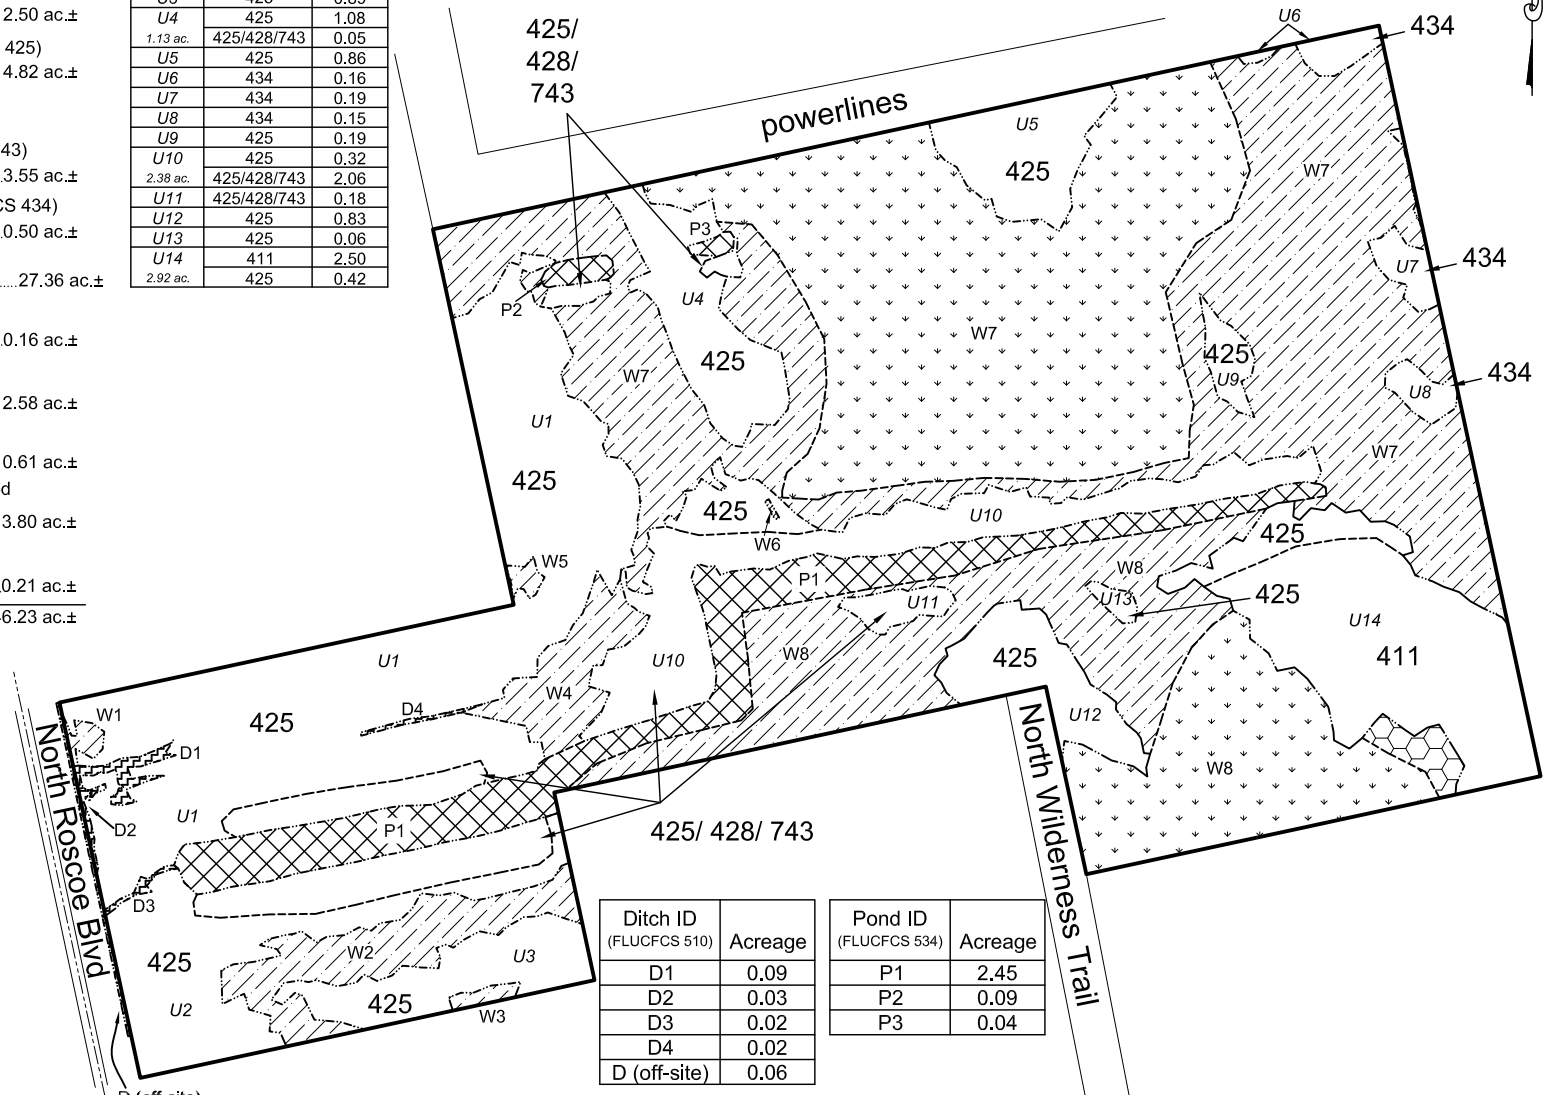 2.50 ac.±
425)
4.82 ac.±
43)
3.55 ac.±
CS 434)
0.50 ac.±
27.36 ac.±
0.16 ac.±
2.58 ac.±
0.61 ac.±
3.80 ac.±
0.21 ac.±
6.23 ac.±
U4 425 1.08
1.13 ac. 425/428/743 0.05
U5 425 0.86
U6 434 0.16
U7 434 0.19
U8 434 0.15
U9 425 0.19
U10 425 0.32
2.38 ac. 425/428/743 2.06
U11 425/428/743 0.18
U12 425 0.83
U13 425 0.06
U14 411 2.50
2.92 ac. 425 0.42
425/
428/
743
powerlines
U6
434
U5
425
W7
P3
U7
434
U4
P2
W7
425
W7
425
U9
434
U8
U1
425
W7
425
U10
W6
425
W5
P1
W8
U11
U13
425
U14
411
U1
U10
W8
425
W4
U12
W8
W1
425
D4
D1
U1
D2
P1
425/ 428/ 743
D3
North Roscoe Blvd
North Wilderness Trail
425
W2
U3
U2
425
W3
D (off-site)
Ditch ID
(FLUCFCS 510) Acreage
D1 0.09
D2 0.03
D3 0.02
D4 0.02
D (off-site) 0.06
Pond ID
(FLUCFCS 534) Acreage
P1 2.45
P2 0.09
P3 0.04